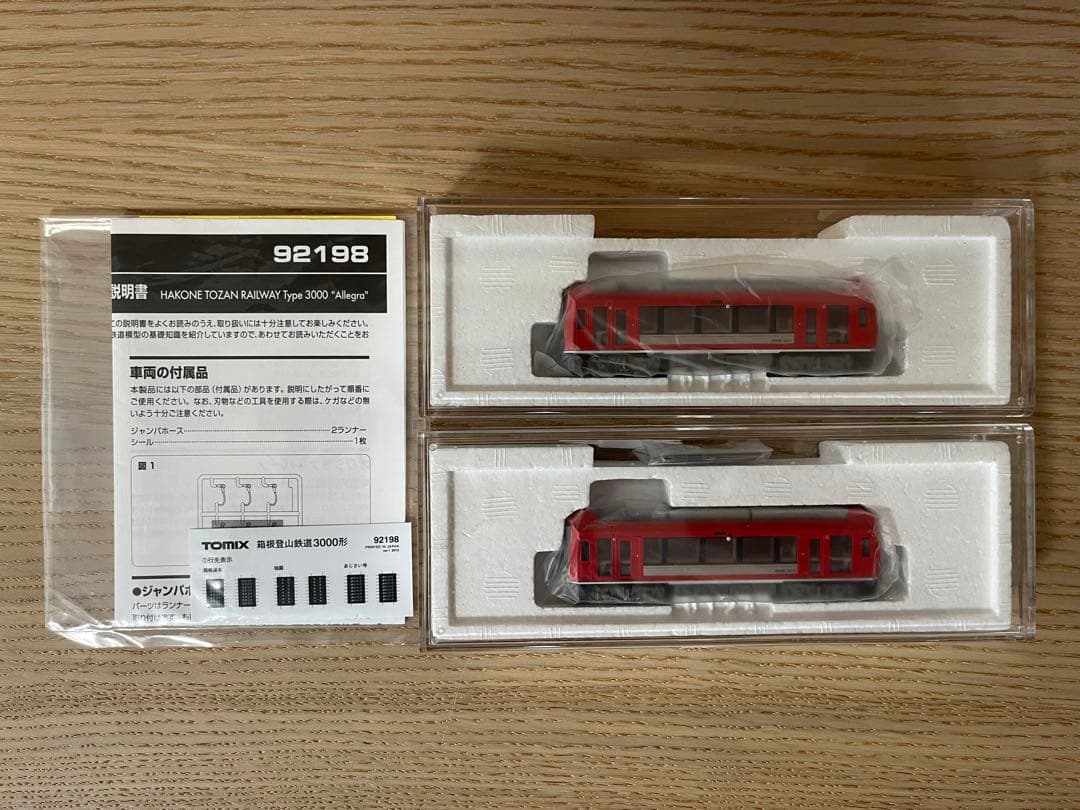 92198
説明書 HAKONE TOZAN RAILWAY Type 3000 "Allegra"
ての説明書をよくお読みのうえ、取り扱いには十分注意してお楽しみください。
鉄道模型の基礎知識を紹介していますので、あわせてお読みいただくことをお
車両の付属品
本製品には以下の部品(付属品)があります。説明にしたがって順番に
ご使用ください。なお、刃物などの工具を使用する際は、ケガなどの無
いよう十分ご注意ください。
ジャンパホース 2ランナー
シール 1枚
図1
TOMIX 箱根登山鉄道3000形 92198
PRINTED IN JAPAN
行先表示
箱根湯本 強羅 あじさい号
●ジャンパホ
パーツはランナー
取り付けます